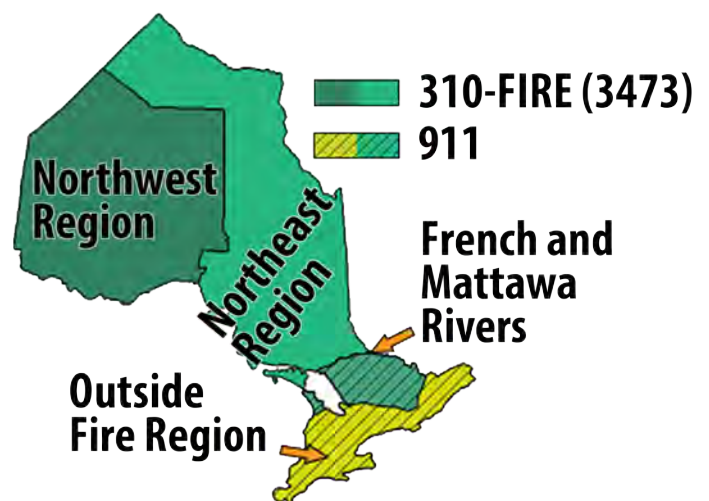 310-FIRE (3473)
911
Northwest
Region
Northeast
Region
French and
Mattawa
Rivers
Outside
Fire Region